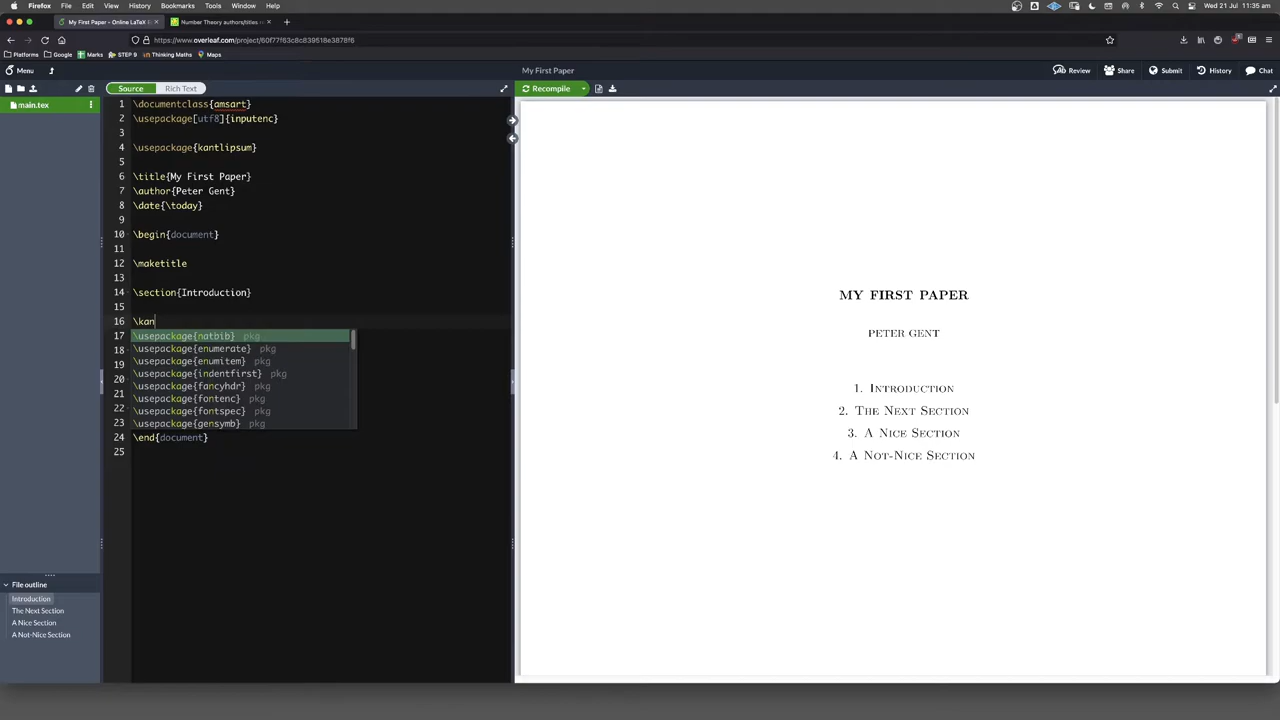 Firefox File Edit View History Bookmarks Tools Window Help
Wed 21 Jul 11:35 am
My First Paper - Online LaTeX
Number Theory authors/titles
https://www.overleaf.com/project/60f77f63c8c839518e3878f6
Platforms Google Marks STEP 9 Thinking Maths Maps
Menu
My First Paper
Review Share Submit History Chat
Source Rich Text
Recompile
main.tex
1 \documentclass{amsart}
2 \usepackage[utf8]{inputenc}
3
4 \usepackage{kantlipsum}
5
6 \title{My First Paper}
7 \author{Peter Gent}
8 \date{\today}
9
10 \begin{document}
11
12 \maketitle
13
14 \section{Introduction}
15
16 \kan
17 \usepackage{natbib} pkg
18 \usepackage{enumerate} pkg
19 \usepackage{enumitem} pkg
20 \usepackage{indentfirst} pkg
21 \usepackage{fancyhdr} pkg
\usepackage{fontenc} pkg
22 \usepackage{fontspec} pkg
23 \usepackage{gensymb} pkg
24 \end{document}
25
File outline
Introduction
The Next Section
A Nice Section
A Not-Nice Section
MY FIRST PAPER
PETER GENT
1. Introduction
2. The Next Section
3. A Nice Section
4. A Not-Nice Section